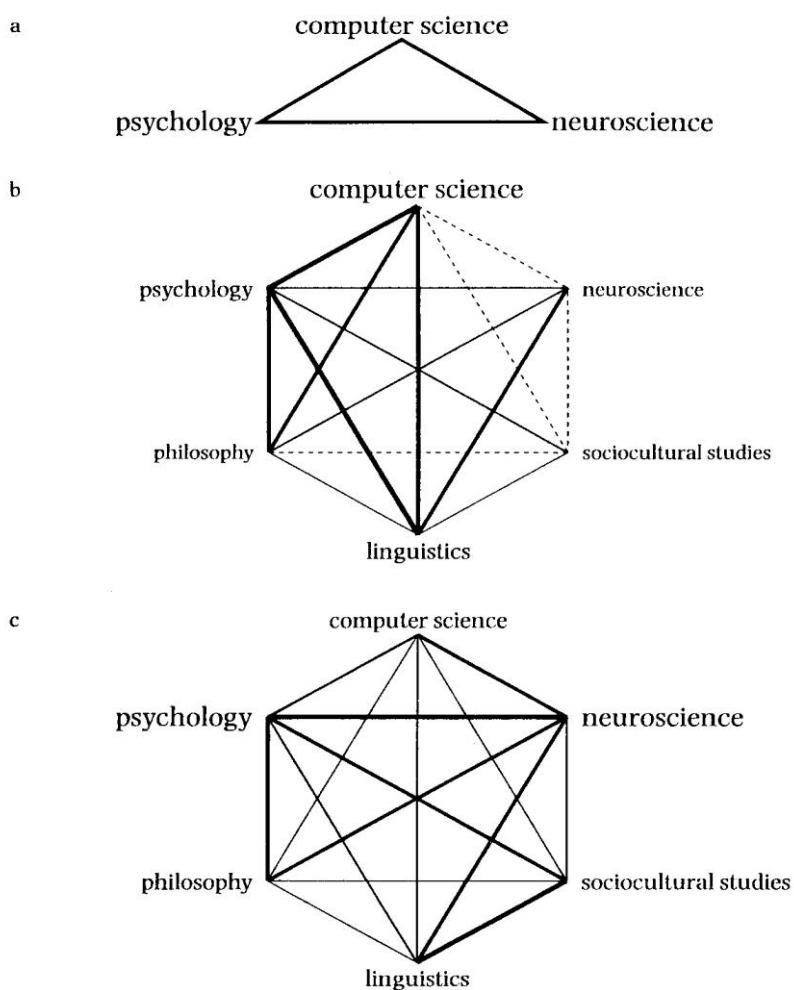 a
computer science
psychology neuroscience
b
computer science
psychology neuroscience
philosophy sociocultural studies
linguistics
c
computer science
psychology neuroscience
philosophy sociocultural studies
linguistics